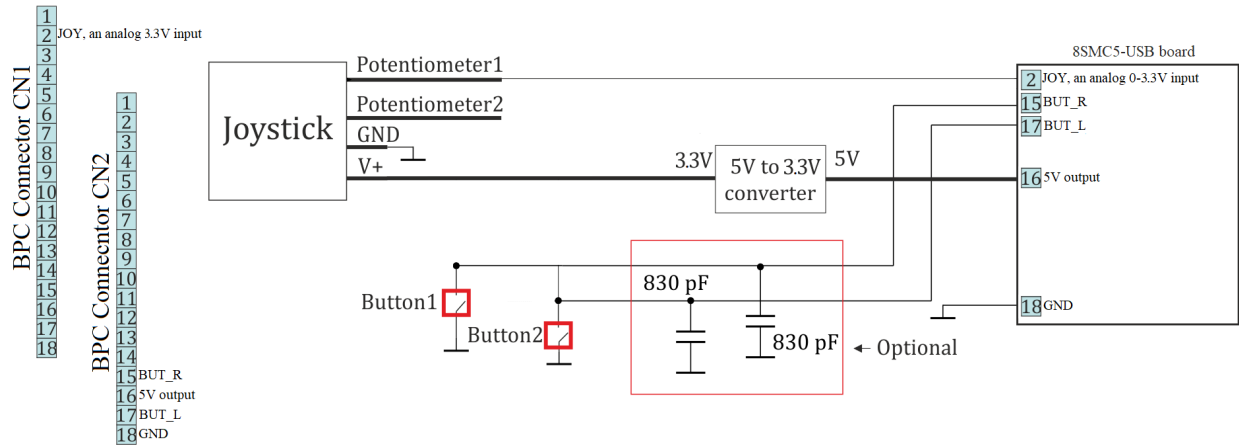 BPC Connector CN1
1
2 JOY, an analog 3.3V input
3
4
5
6
7
8
9
10
11
12
13
14
15
16
17
18
BPC Connecntor CN2
1
2
3
4
5
6
7
8
9
10
11
12
13
14
15 BUT_R
16 5V output
17 BUT_L
18 GND
Joystick
Potentiometer1
Potentiometer2
GND
V+
3.3V
5V to 3.3V
converter
5V
8SMC5-USB board
2 JOY, an analog 0-3.3V input
15 BUT_R
17 BUT_L
16 5V output
18 GND
Button1
Button2
830 pF
830 pF
Optional